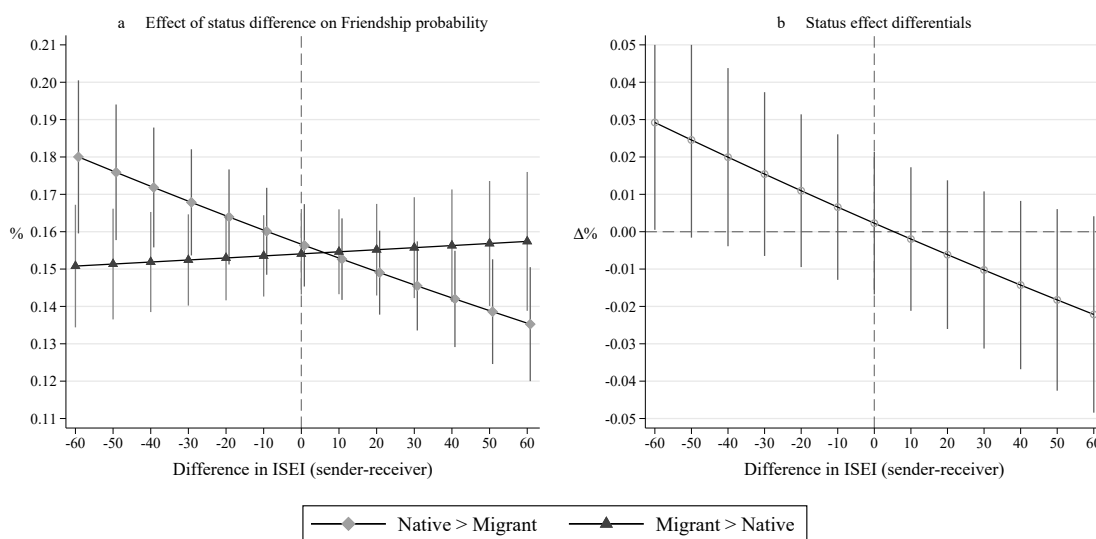 a Effect of status difference on Friendship probability
0.21
0.20
0.19
0.18
0.17
0.16
0.15
0.14
0.13
0.12
0.11
%
-60 -50 -40 -30 -20 -10 0 10 20 30 40 50 60
Difference in ISEI (sender-receiver)
b Status effect differentials
0.05
0.04
0.03
0.02
0.01
0.00
-0.01
-0.02
-0.03
-0.04
-0.05
Δ%
-60 -50 -40 -30 -20 -10 0 10 20 30 40 50 60
Difference in ISEI (sender-receiver)
Native > Migrant Migrant > Native